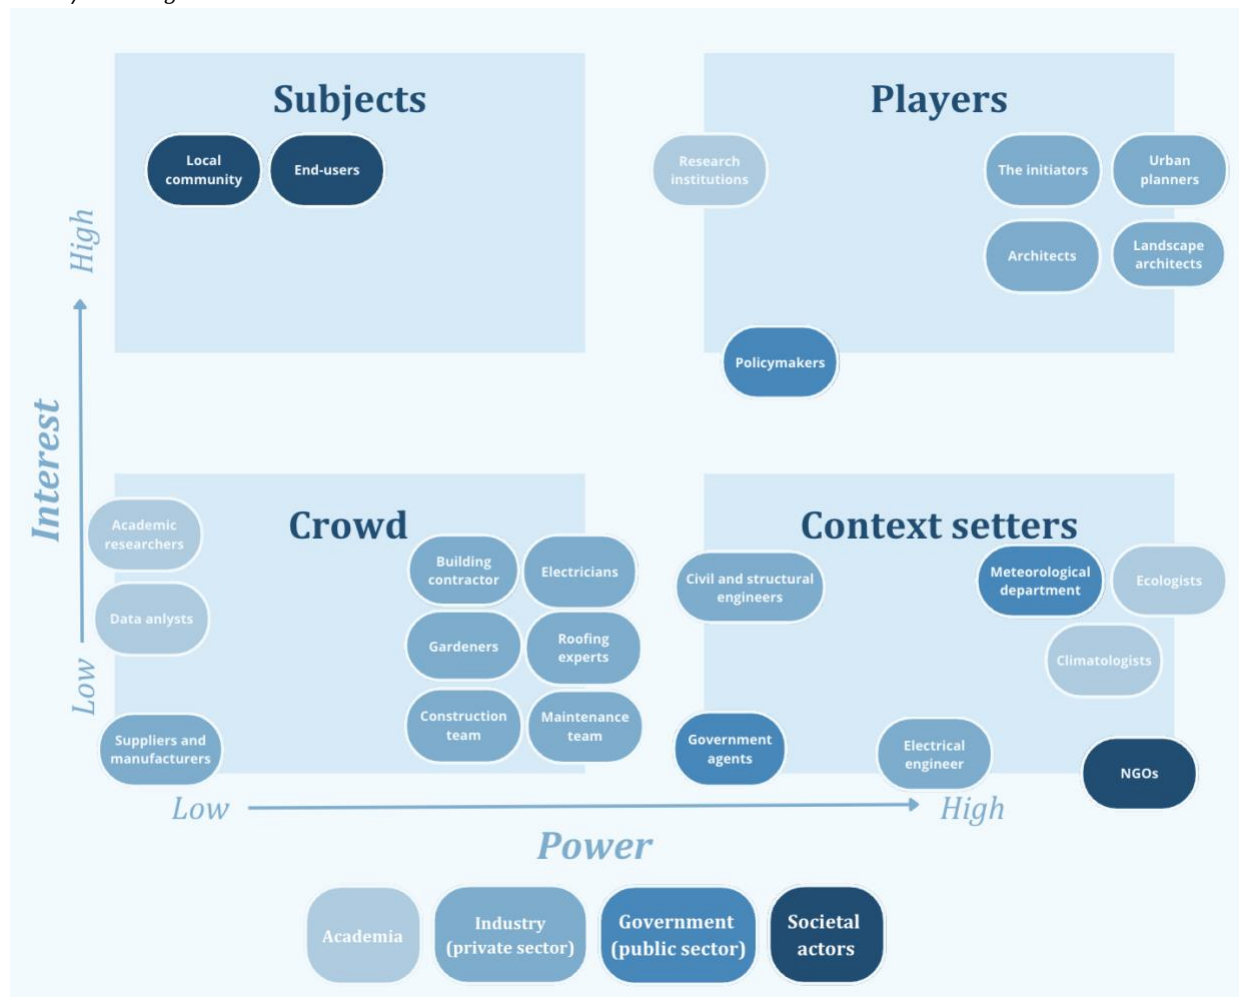 Subjects
Players
Local
community
End-users
Research
institutions
The initiators
Urban
planners
Architects
Landscape
architects
Policymakers
High
Interest
Low
Crowd
Context setters
Academic
researchers
Data anlysts
Suppliers and
manufacturers
Building
contractor
Electricians
Gardeners
Roofing
experts
Construction
team
Maintenance
team
Civil and structural
engineers
Meteorological
department
Ecologists
Climatologists
Government
agents
Electrical
engineer
NGOs
Low
High
Power
Academia
Industry
(private sector)
Government
(public sector)
Societal
actors